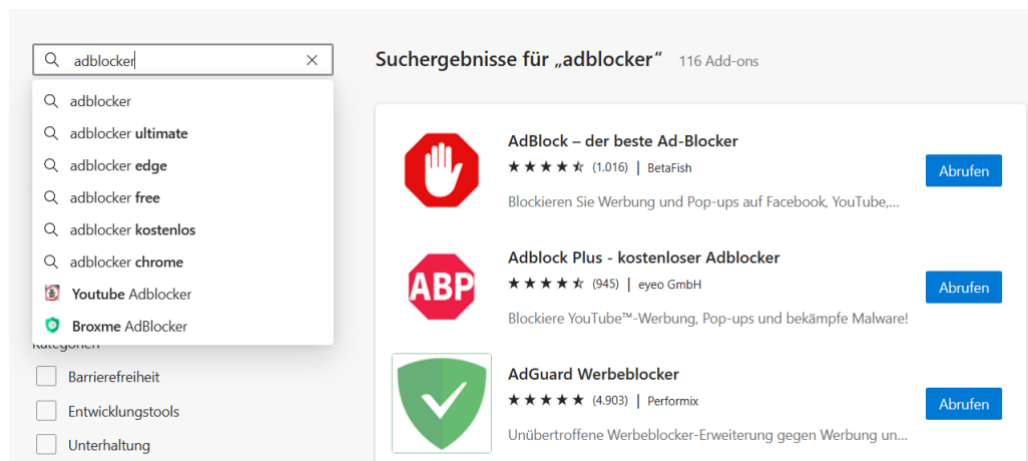 adblocker
adblocker
adblocker ultimate
adblocker edge
adblocker free
adblocker kostenlos
adblocker chrome
Youtube Adblocker
Broxme AdBlocker
Kategorien
Barrierefreiheit
Entwicklungstools
Unterhaltung
Suchergebnisse für „adblocker“ 116 Add-ons
AdBlock – der beste Ad-Blocker
(1.016) | BetaFish
Abrufen
Blockieren Sie Werbung und Pop-ups auf Facebook, YouTube,...
ABP
Adblock Plus - kostenloser Adblocker
(945) | eyeo GmbH
Abrufen
Blockiere YouTube™-Werbung, Pop-ups und bekämpfe Malware!
AdGuard Werbeblocker
(4.903) | Performix
Abrufen
Unübertroffene Werbeblocker-Erweiterung gegen Werbung un...